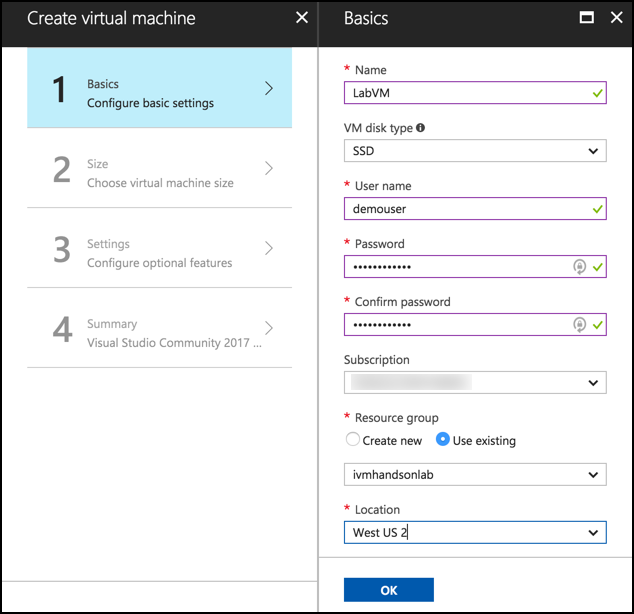 Create virtual machine
1
Basics
Configure basic settings
2
Size
Choose virtual machine size
3
Settings
Configure optional features
4
Summary
Visual Studio Community 2017 ...
Basics
* Name
LabVM
VM disk type
SSD
* User name
demouser
* Password
••••••••••••
* Confirm password
••••••••••••
Subscription
* Resource group
Create new Use existing
ivmhandsonlab
* Location
West US 2
OK